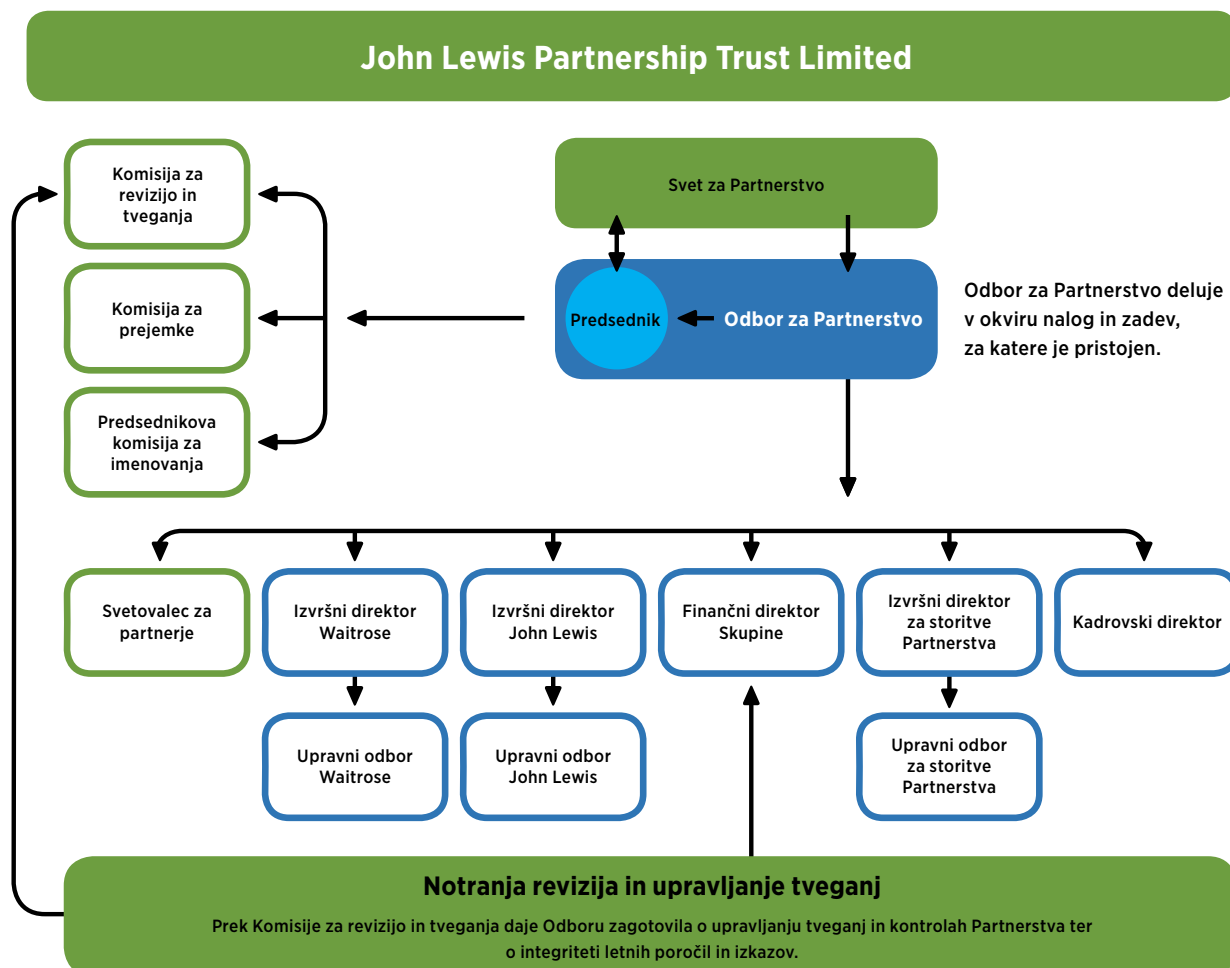 John Lewis Partnership Trust Limited
Komisija za
revizijo in
tveganja
Svet za Partnerstvo
Komisija za
prejemke
Predsednik
Odbor za Partnerstvo
Odbor za Partnerstvo deluje
v okviru nalog in zadev,
za katere je pristojen.
Predsednikova
komisija za
imenovanja
Svetovalec za
partnerje
Izvršni direktor
Waitrose
Izvršni direktor
John Lewis
Finančni direktor
Skupine
Izvršni direktor
za storitve
Partnerstva
Kadrovski direktor
Upravni odbor
Waitrose
Upravni odbor
John Lewis
Upravni odbor
za storitve
Partnerstva
Notranja revizija in upravljanje tveganj
Prek Komisije za revizijo in tveganja daje Odboru zagotovila o upravljanju tveganj in kontrolah Partnerstva ter
o integriteti letnih poročil in izkazov.